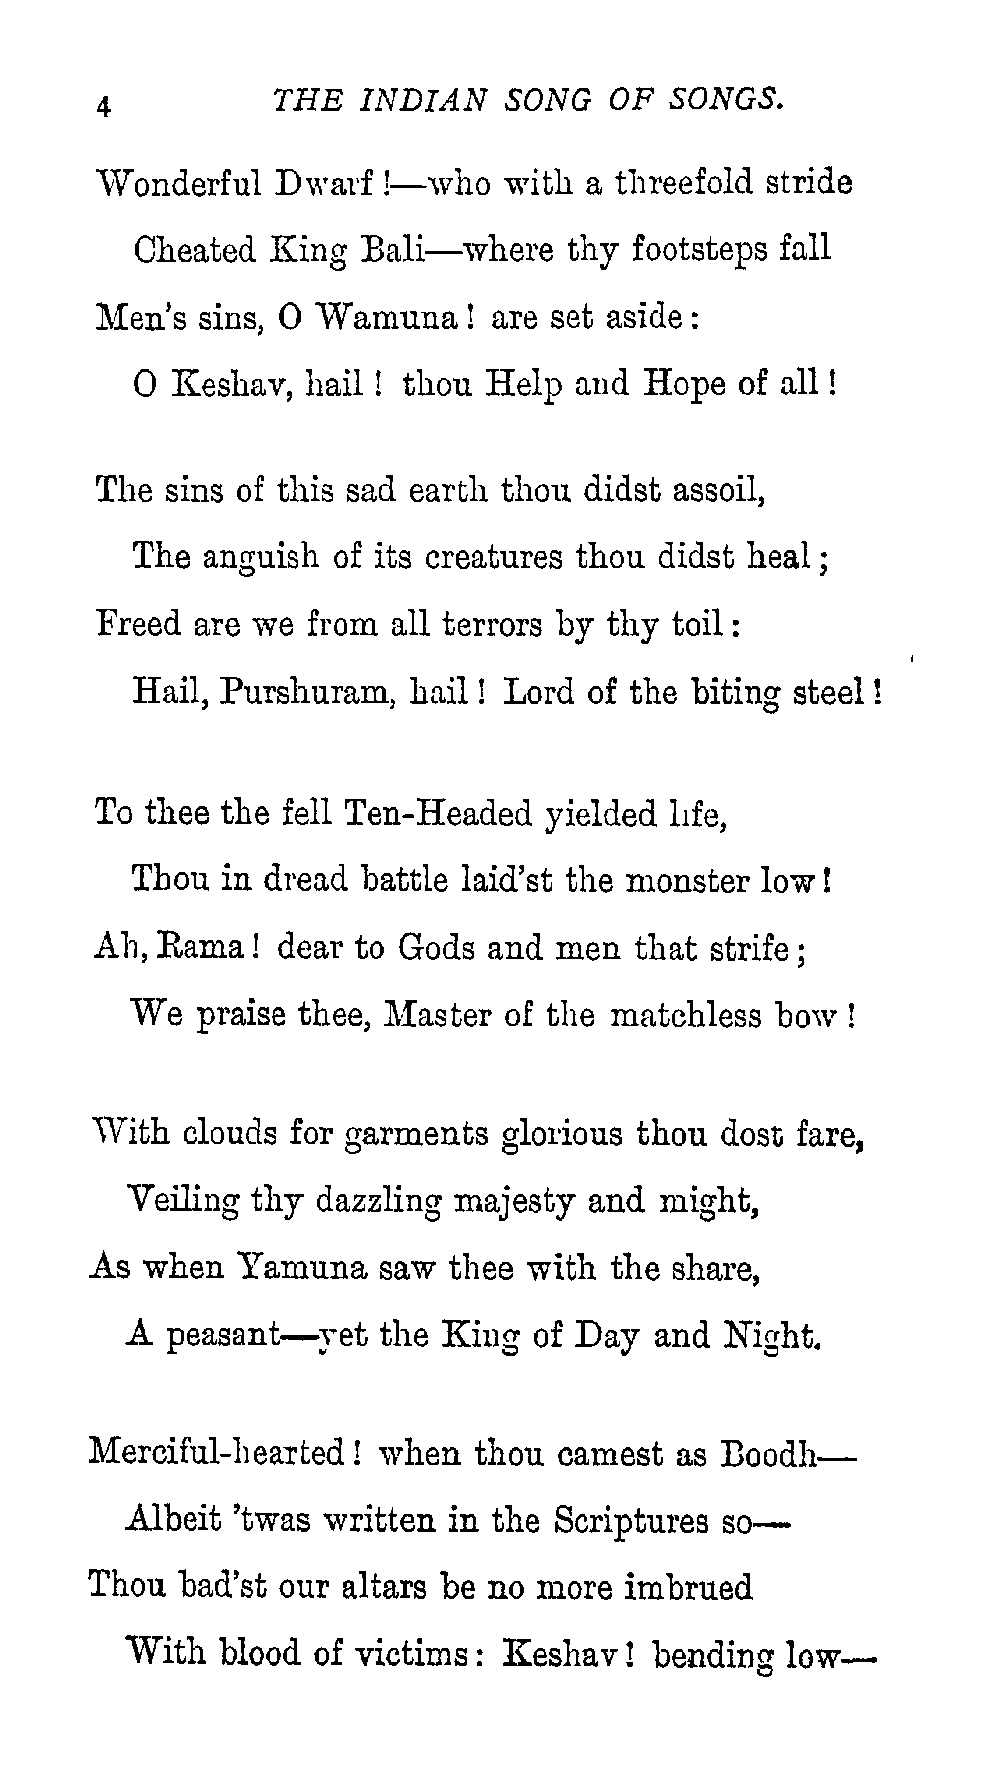 4 THE INDIAN SONG OF SONGS.
Wonderful Dwarf!—who with a threefold stride
Cheated King Bali—where thy footsteps fall
Men's sins, O Wamuna! are set aside:
O Keshav, hail! thou Help and Hope of all!
The sins of this sad earth thou didst assoil,
The anguish of its creatures thou didst heal;
Freed are we from all terrors by thy toil:
Hail, Purshuram, hail! Lord of the biting steel!
To thee the fell Ten-Headed yielded life,
Thou in dread battle laid'st the monster low!
Ah, Rama! dear to Gods and men that strife;
We praise thee, Master of the matchless bow!
With clouds for garments glorious thou dost fare,
Veiling thy dazzling majesty and might,
As when Yamuna saw thee with the share,
A peasant—yet the King of Day and Night.
Merciful-hearted! when thou camest as Boodh—
Albeit 'twas written in the Scriptures so—
Thou bad'st our altars be no more imbrued
With blood of victims: Keshav! bending low—